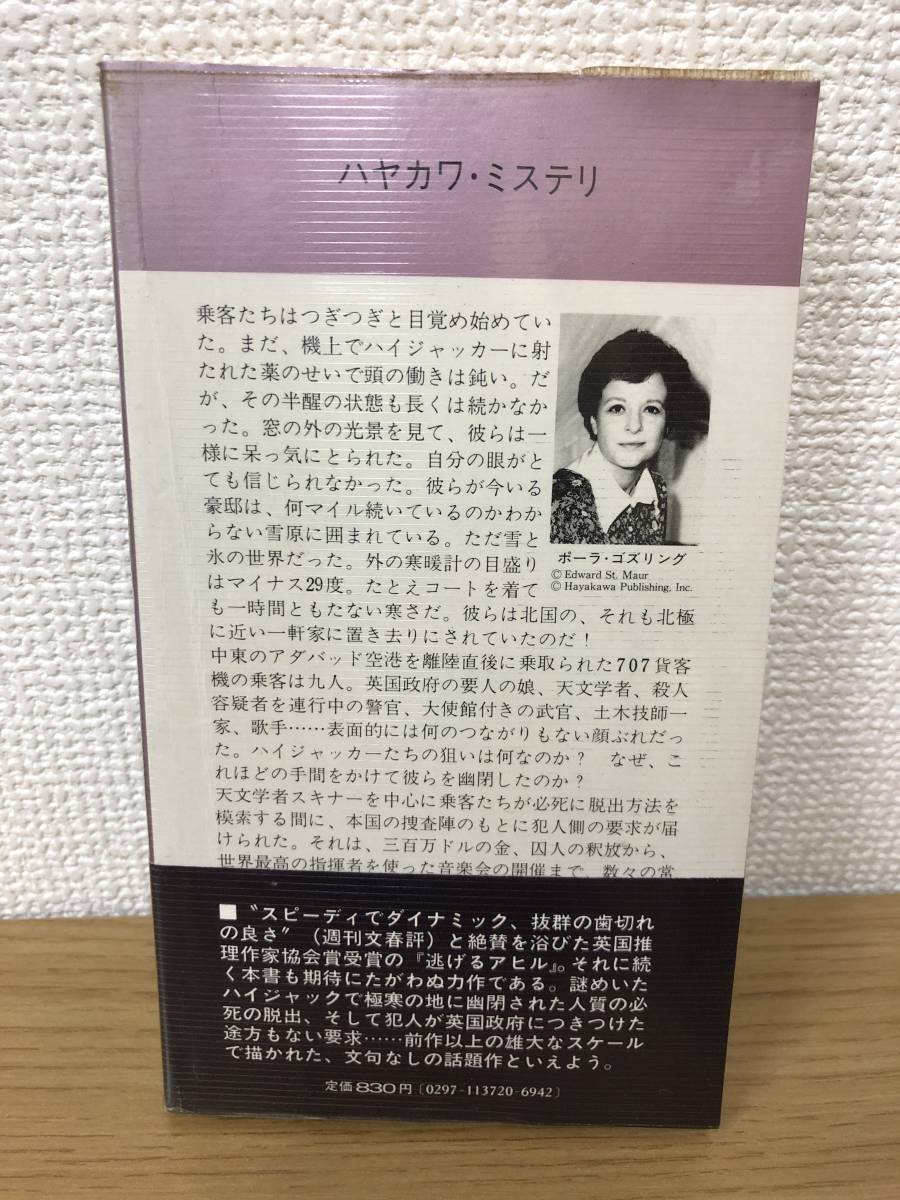 ハヤカワ・ミステリ
乗客たちはつぎつぎと目覚め始めてい
た。まだ、機上でハイジャッカーに射
たれた薬のせいで頭の働きは鈍い。だ
が、その半醒の状態も長くは続かなか
った。窓の外の光景を見て、彼らは一
様に呆っ気にとられた。自分の眼がと
ても信じられなかった。彼らが今いる
豪邸は、何マイル続いているのかわか
らない雪原に囲まれている。ただ雪と
氷の世界だった。外の寒暖計の目盛り
はマイナス29度。たとえコートを着て
も一時間ともたない寒さだ。彼らは北国の、それも北極
に近い一軒家に置き去りにされていたのだ！
中東のアダバッド空港を離陸直後に乗取られた707貨客
機の乗客は九人。英国政府の要人の娘、天文学者、殺人
容疑者を連行中の警官、大使館付きの武官、土木技師一
家、歌手……表面的には何のつながりもない顔ぶれだっ
た。ハイジャッカーたちの狙いは何なのか？　なぜ、こ
れほどの手間をかけて彼らを幽閉したのか？
天文学者スキナーを中心に乗客たちが必死に脱出方法を
模索する間に、本国の捜査陣のもとに犯人側の要求が届
けられた。それは、三百万ドルの金、囚人の釈放から、
世界最高の指揮者を使った音楽会の開催まで、数々の常
ポーラ・ゴズリング
© Edward St. Maur
© Hayakawa Publishing, Inc.
■〝スピーディでダイナミック、抜群の歯切れ
の良さ〟（週刊文春評）と絶賛を浴びた英国推
理作家協会賞受賞の『逃げるアヒル』。それに続
く本書も期待にたがわぬ力作である。謎めいた
ハイジャックで極寒の地に幽閉された人質の必
死の脱出、そして犯人が英国政府につきつけた
途方もない要求……前作以上の雄大なスケール
で描かれた、文句なしの話題作といえよう。
定価830円〔0297-113720-6942〕